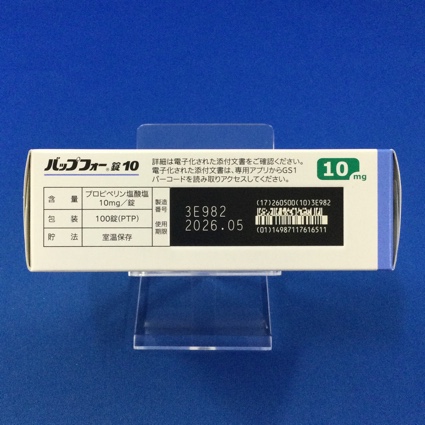 バップフォー®錠10
詳細は電子化された添付文書をご確認ください。
電子化された添付文書は、専用アプリからGS1
バーコードを読み取りアクセスしてください。
10mg
含 量 プロピベリン塩酸塩
10mg/錠
包 装 100錠(PTP)
貯 法 室温保存
製造
番号 3E982
使用
期限 2026.05
(17)260500(10)3E982
(01)14987117616511